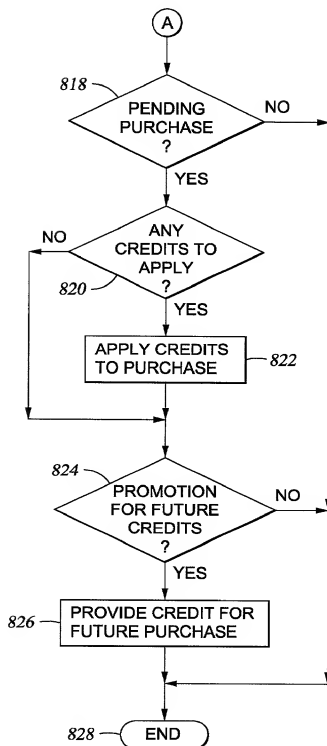 A
818
PENDING
PURCHASE
?
NO
YES
ANY
CREDITS TO
APPLY
?
NO
820
YES
APPLY CREDITS
TO PURCHASE
822
824
PROMOTION
FOR FUTURE
CREDITS
?
NO
YES
826
PROVIDE CREDIT FOR
FUTURE PURCHASE
828
END